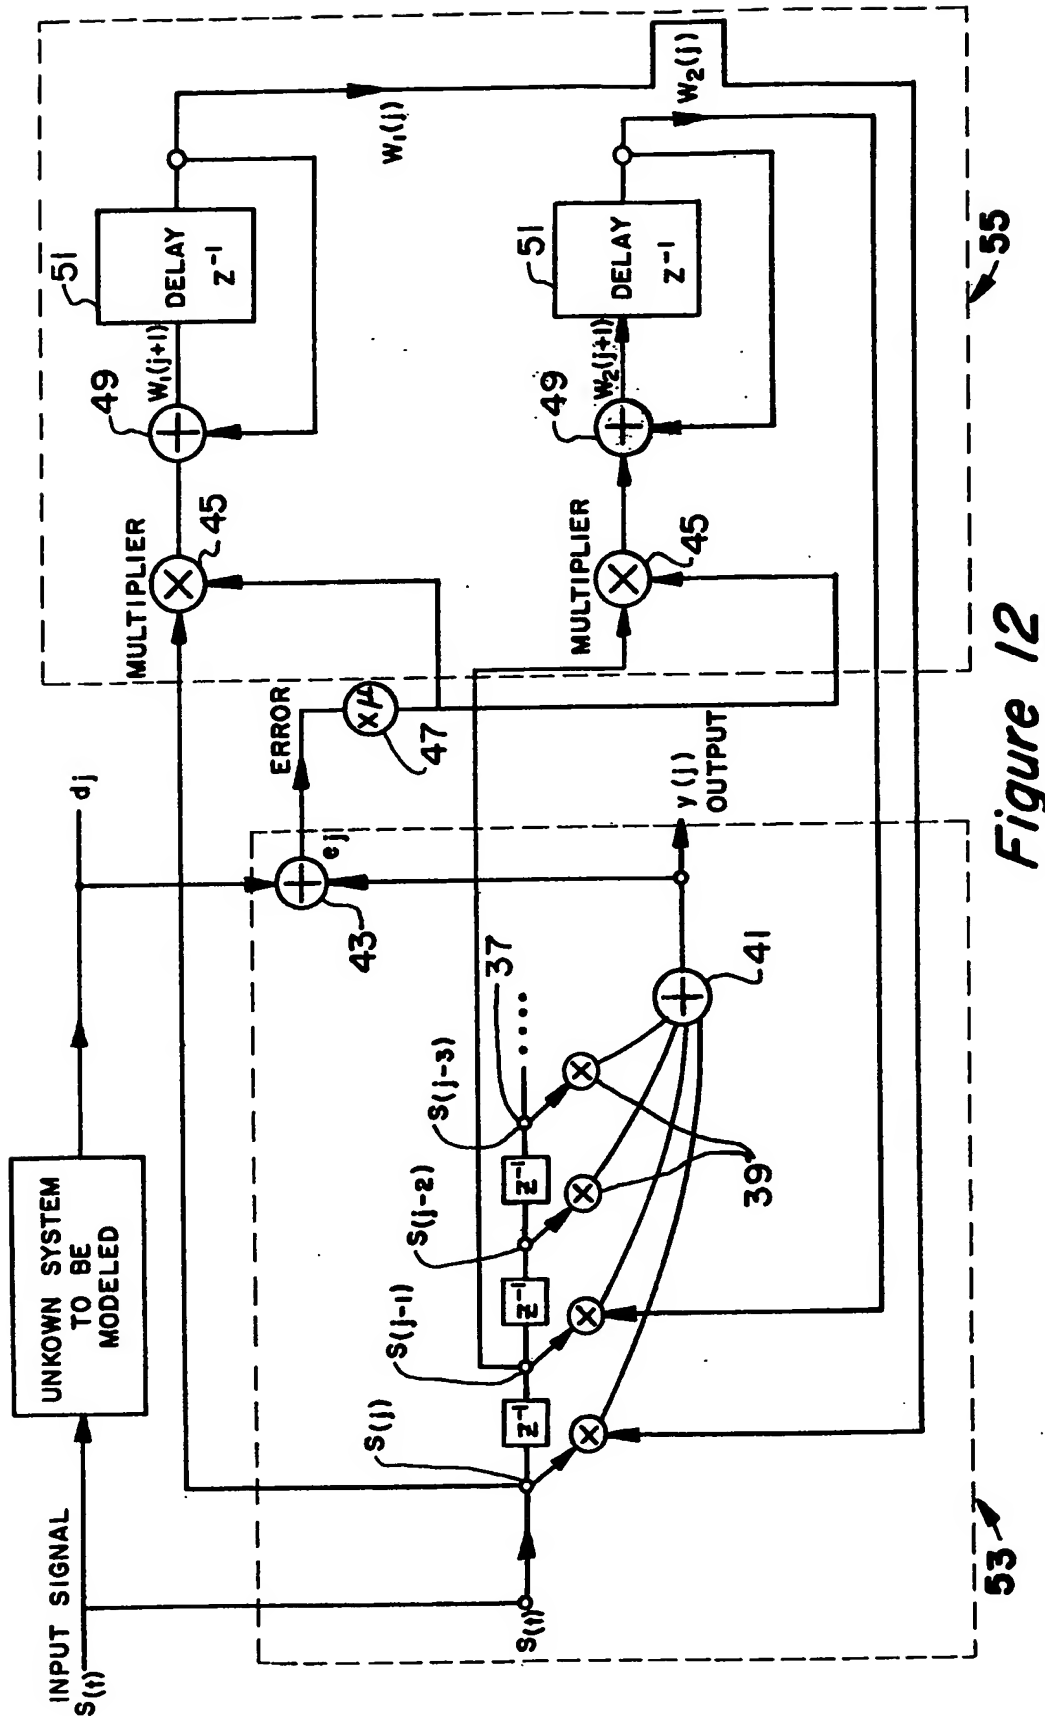 INPUT SIGNAL
S(t)
UNKOWN SYSTEM
TO BE
MODELED
dj
ERROR
ej
43
Xμ
47
MULTIPLIER
45
49
W1(j+1)
51
DELAY
Z-1
W1(j)
MULTIPLIER
45
49
W2(j+1)
51
DELAY
Z-1
W2(j)
55
S(t)
S(j)
Z-1
S(j-1)
Z-1
S(j-2)
Z-1
S(j-3)
37
39
41
y(j)
OUTPUT
53
Figure 12